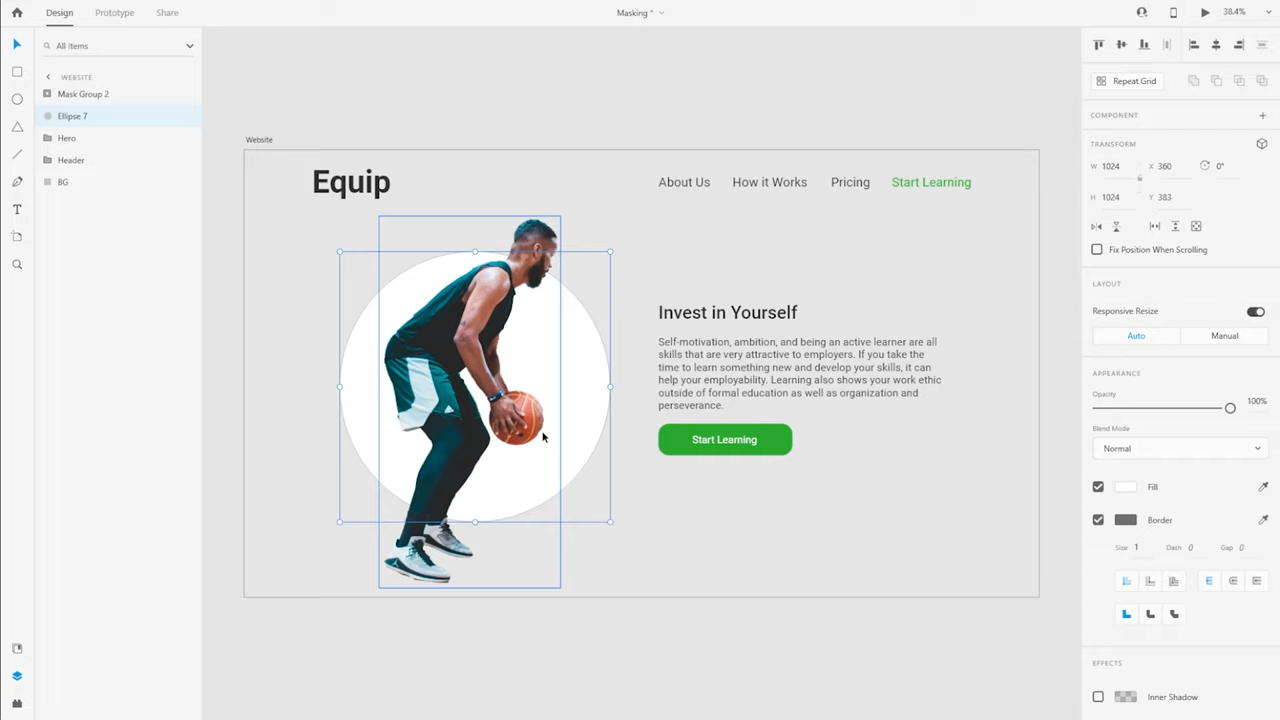 Design
Prototype
Share
Masking *
38.4%
All Items
WEBSITE
Mask Group 2
Ellipse 7
Hero
Header
BG
Website
Equip
About Us
How it Works
Pricing
Start Learning
Invest in Yourself
Self-motivation, ambition, and being an active learner are all
skills that are very attractive to employers. If you take the
time to learn something new and develop your skills, it can
help your employability. Learning also shows your work ethic
outside of formal education as well as organization and
perseverance.
Start Learning
Repeat Grid
COMPONENT
TRANSFORM
W 1024 X 360 0°
H 1024 Y 383
Fix Position When Scrolling
LAYOUT
Responsive Resize
Auto
Manual
APPEARANCE
Opacity
100%
Blend Mode
Normal
Fill
Border
Size 1 Dash 0 Gap 0
EFFECTS
Inner Shadow